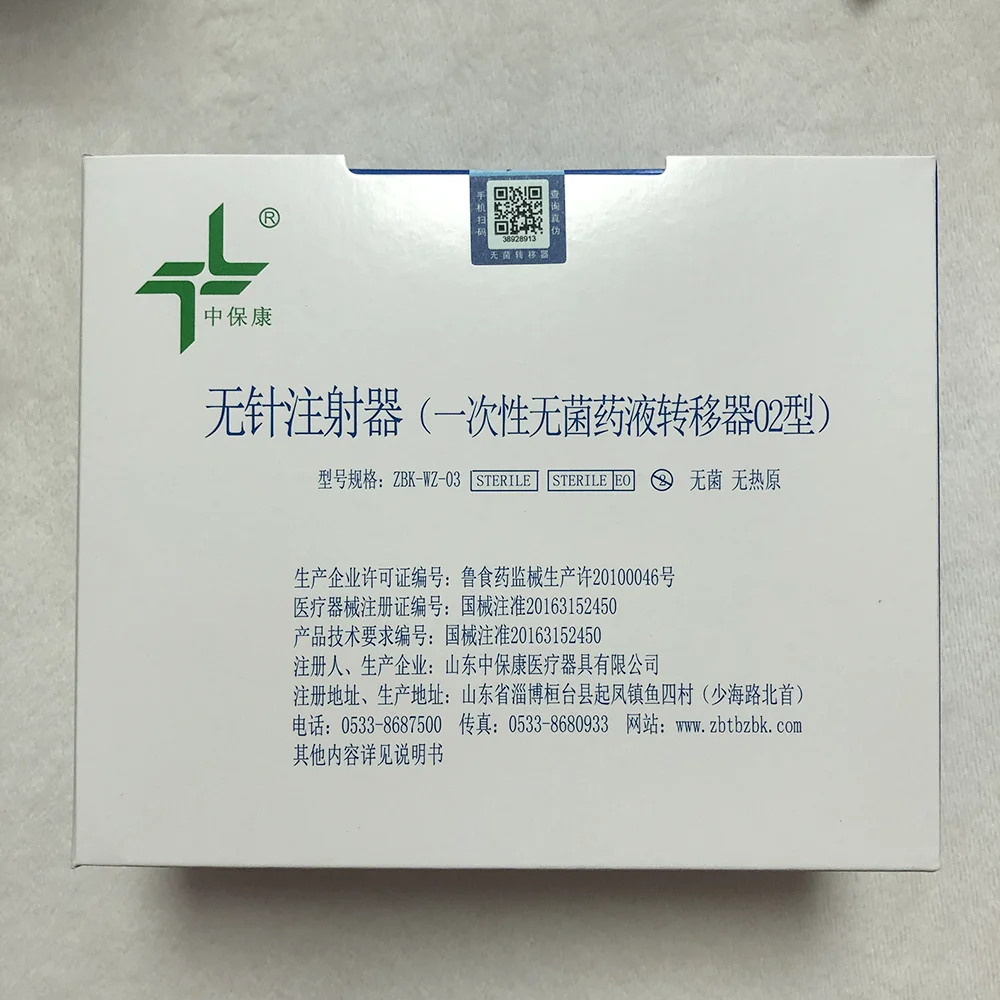 手机扫码
查询真伪
38928913
无菌转移器
®
中保康
无针注射器（一次性无菌药液转移器02型）
型号规格：ZBK-WZ-03 STERILE STERILE EO 2 无菌 无热原
生产企业许可证编号：鲁食药监械生产许20100046号
医疗器械注册证编号：国械注准20163152450
产品技术要求编号：国械注准20163152450
注册人、生产企业：山东中保康医疗器具有限公司
注册地址、生产地址：山东省淄博桓台县起凤镇鱼四村（少海路北首）
电话：0533-8687500 传真：0533-8680933 网站：www.zbtbzbk.com
其他内容详见说明书